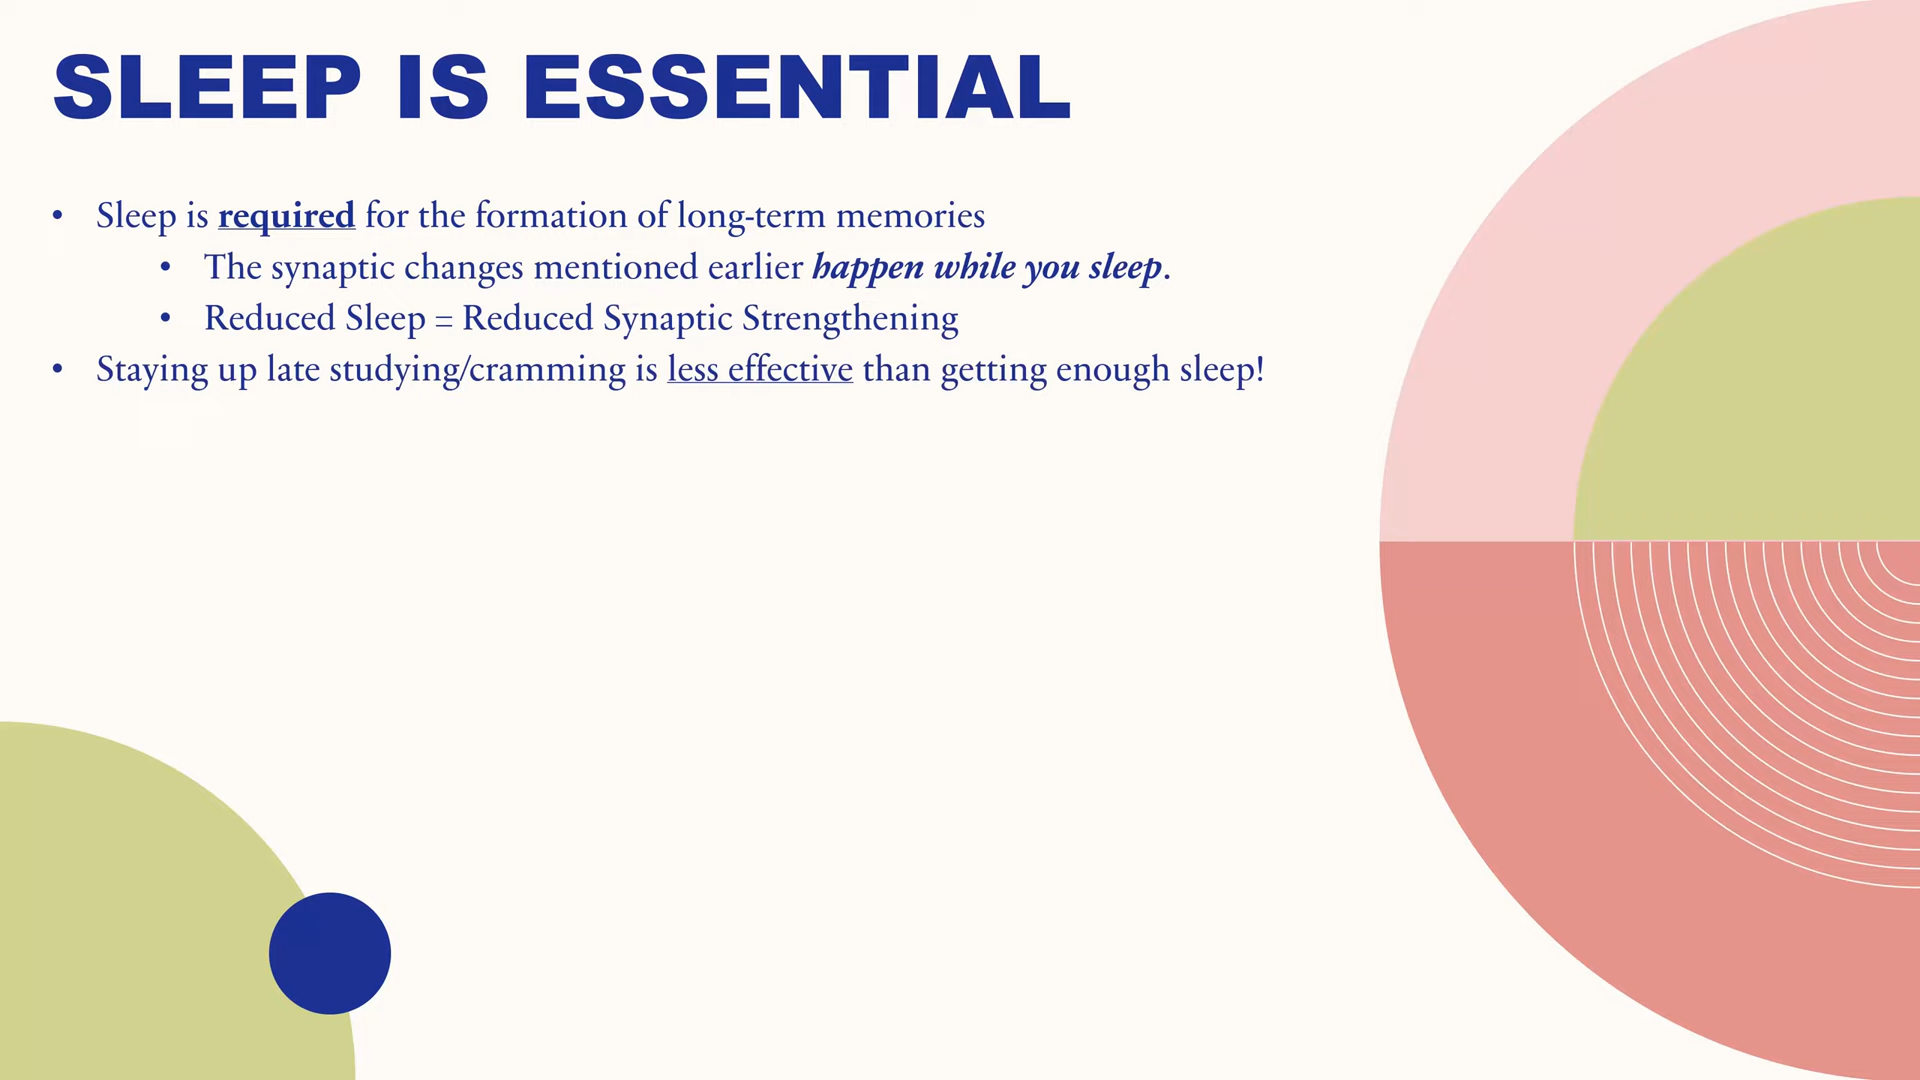 SLEEP IS ESSENTIAL
• Sleep is required for the formation of long-term memories
• The synaptic changes mentioned earlier happen while you sleep.
• Reduced Sleep = Reduced Synaptic Strengthening
• Staying up late studying/cramming is less effective than getting enough sleep!